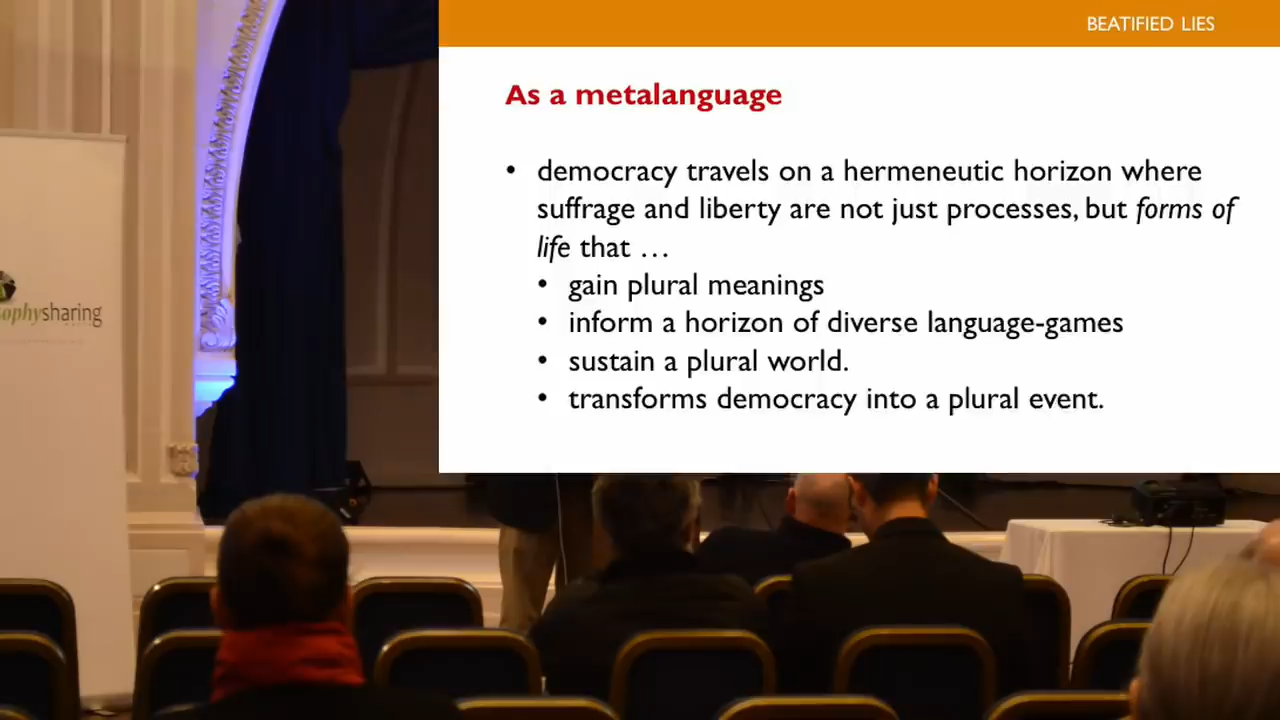 BEATIFIED LIES
As a metalanguage
• democracy travels on a hermeneutic horizon where
suffrage and liberty are not just processes, but forms of
life that …
• gain plural meanings
• inform a horizon of diverse language-games
• sustain a plural world.
• transforms democracy into a plural event.
ophysharing